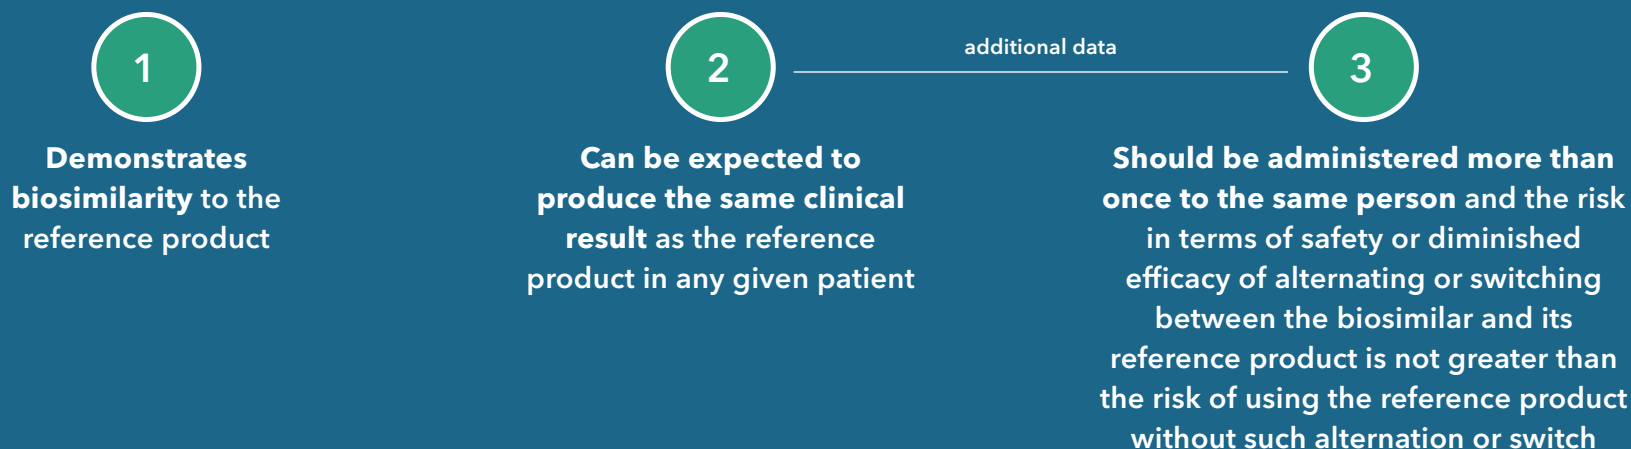 1
Demonstrates
biosimilarity to the
reference product
2
Can be expected to
produce the same clinical
result as the reference
product in any given patient
additional data
3
Should be administered more than
once to the same person and the risk
in terms of safety or diminished
efficacy of alternating or switching
between the biosimilar and its
reference product is not greater than
the risk of using the reference product
without such alternation or switch